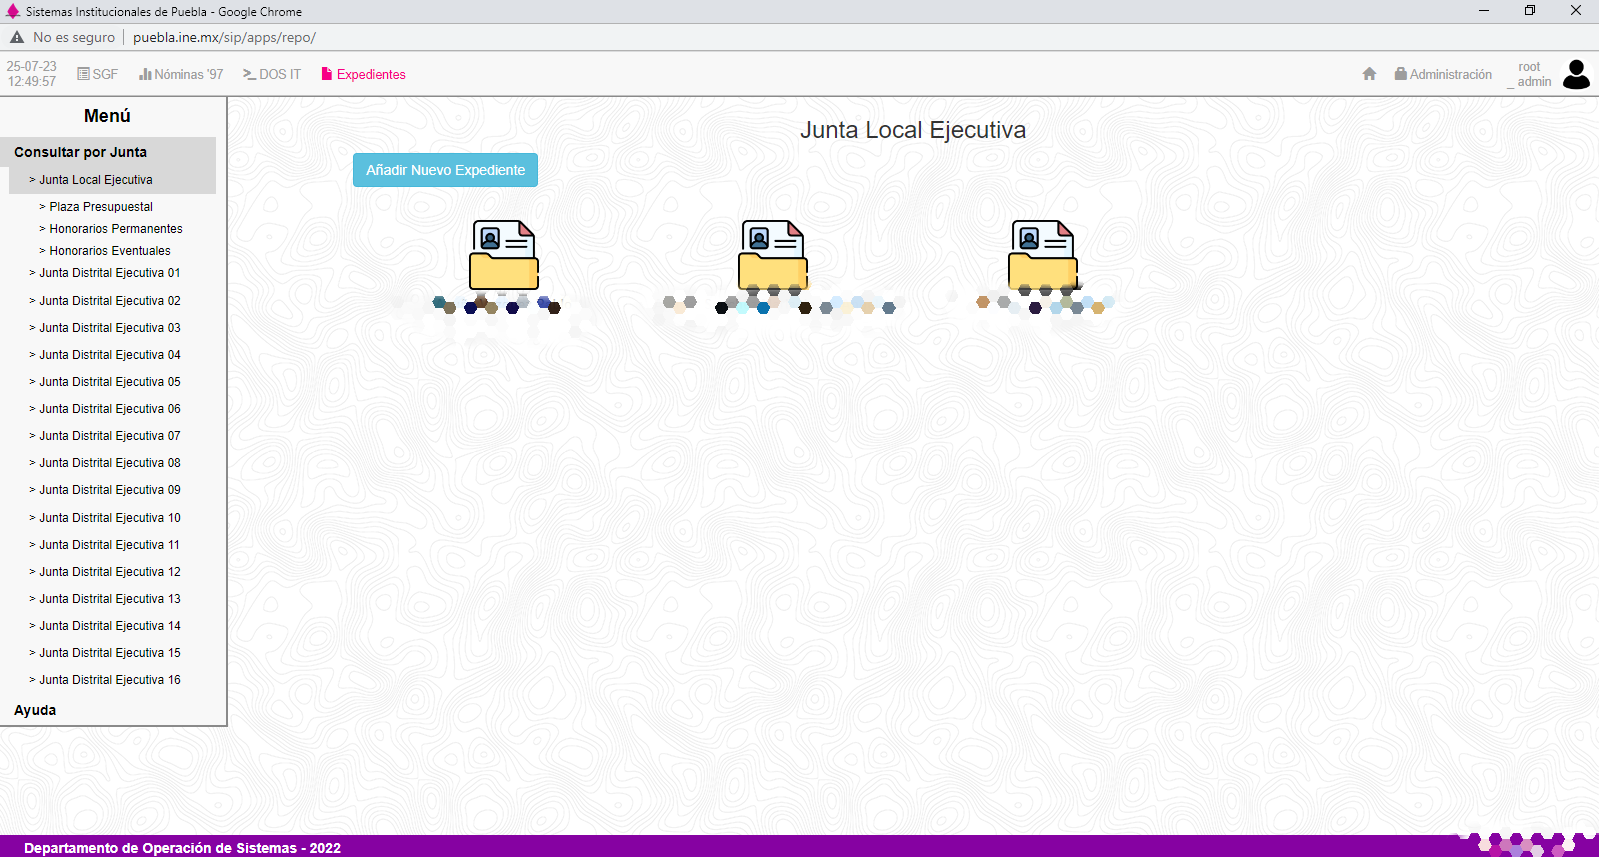 Sistemas Institucionales de Puebla - Google Chrome
No es seguro | puebla.ine.mx/sip/apps/repo/
25-07-23
12:49:57
SGF
Nóminas '97
DOS IT
Expedientes
Administración
root
_ admin
Menú
Consultar por Junta
> Junta Local Ejecutiva
> Plaza Presupuestal
> Honorarios Permanentes
> Honorarios Eventuales
> Junta Distrital Ejecutiva 01
> Junta Distrital Ejecutiva 02
> Junta Distrital Ejecutiva 03
> Junta Distrital Ejecutiva 04
> Junta Distrital Ejecutiva 05
> Junta Distrital Ejecutiva 06
> Junta Distrital Ejecutiva 07
> Junta Distrital Ejecutiva 08
> Junta Distrital Ejecutiva 09
> Junta Distrital Ejecutiva 10
> Junta Distrital Ejecutiva 11
> Junta Distrital Ejecutiva 12
> Junta Distrital Ejecutiva 13
> Junta Distrital Ejecutiva 14
> Junta Distrital Ejecutiva 15
> Junta Distrital Ejecutiva 16
Ayuda
Junta Local Ejecutiva
Añadir Nuevo Expediente
Departamento de Operación de Sistemas - 2022